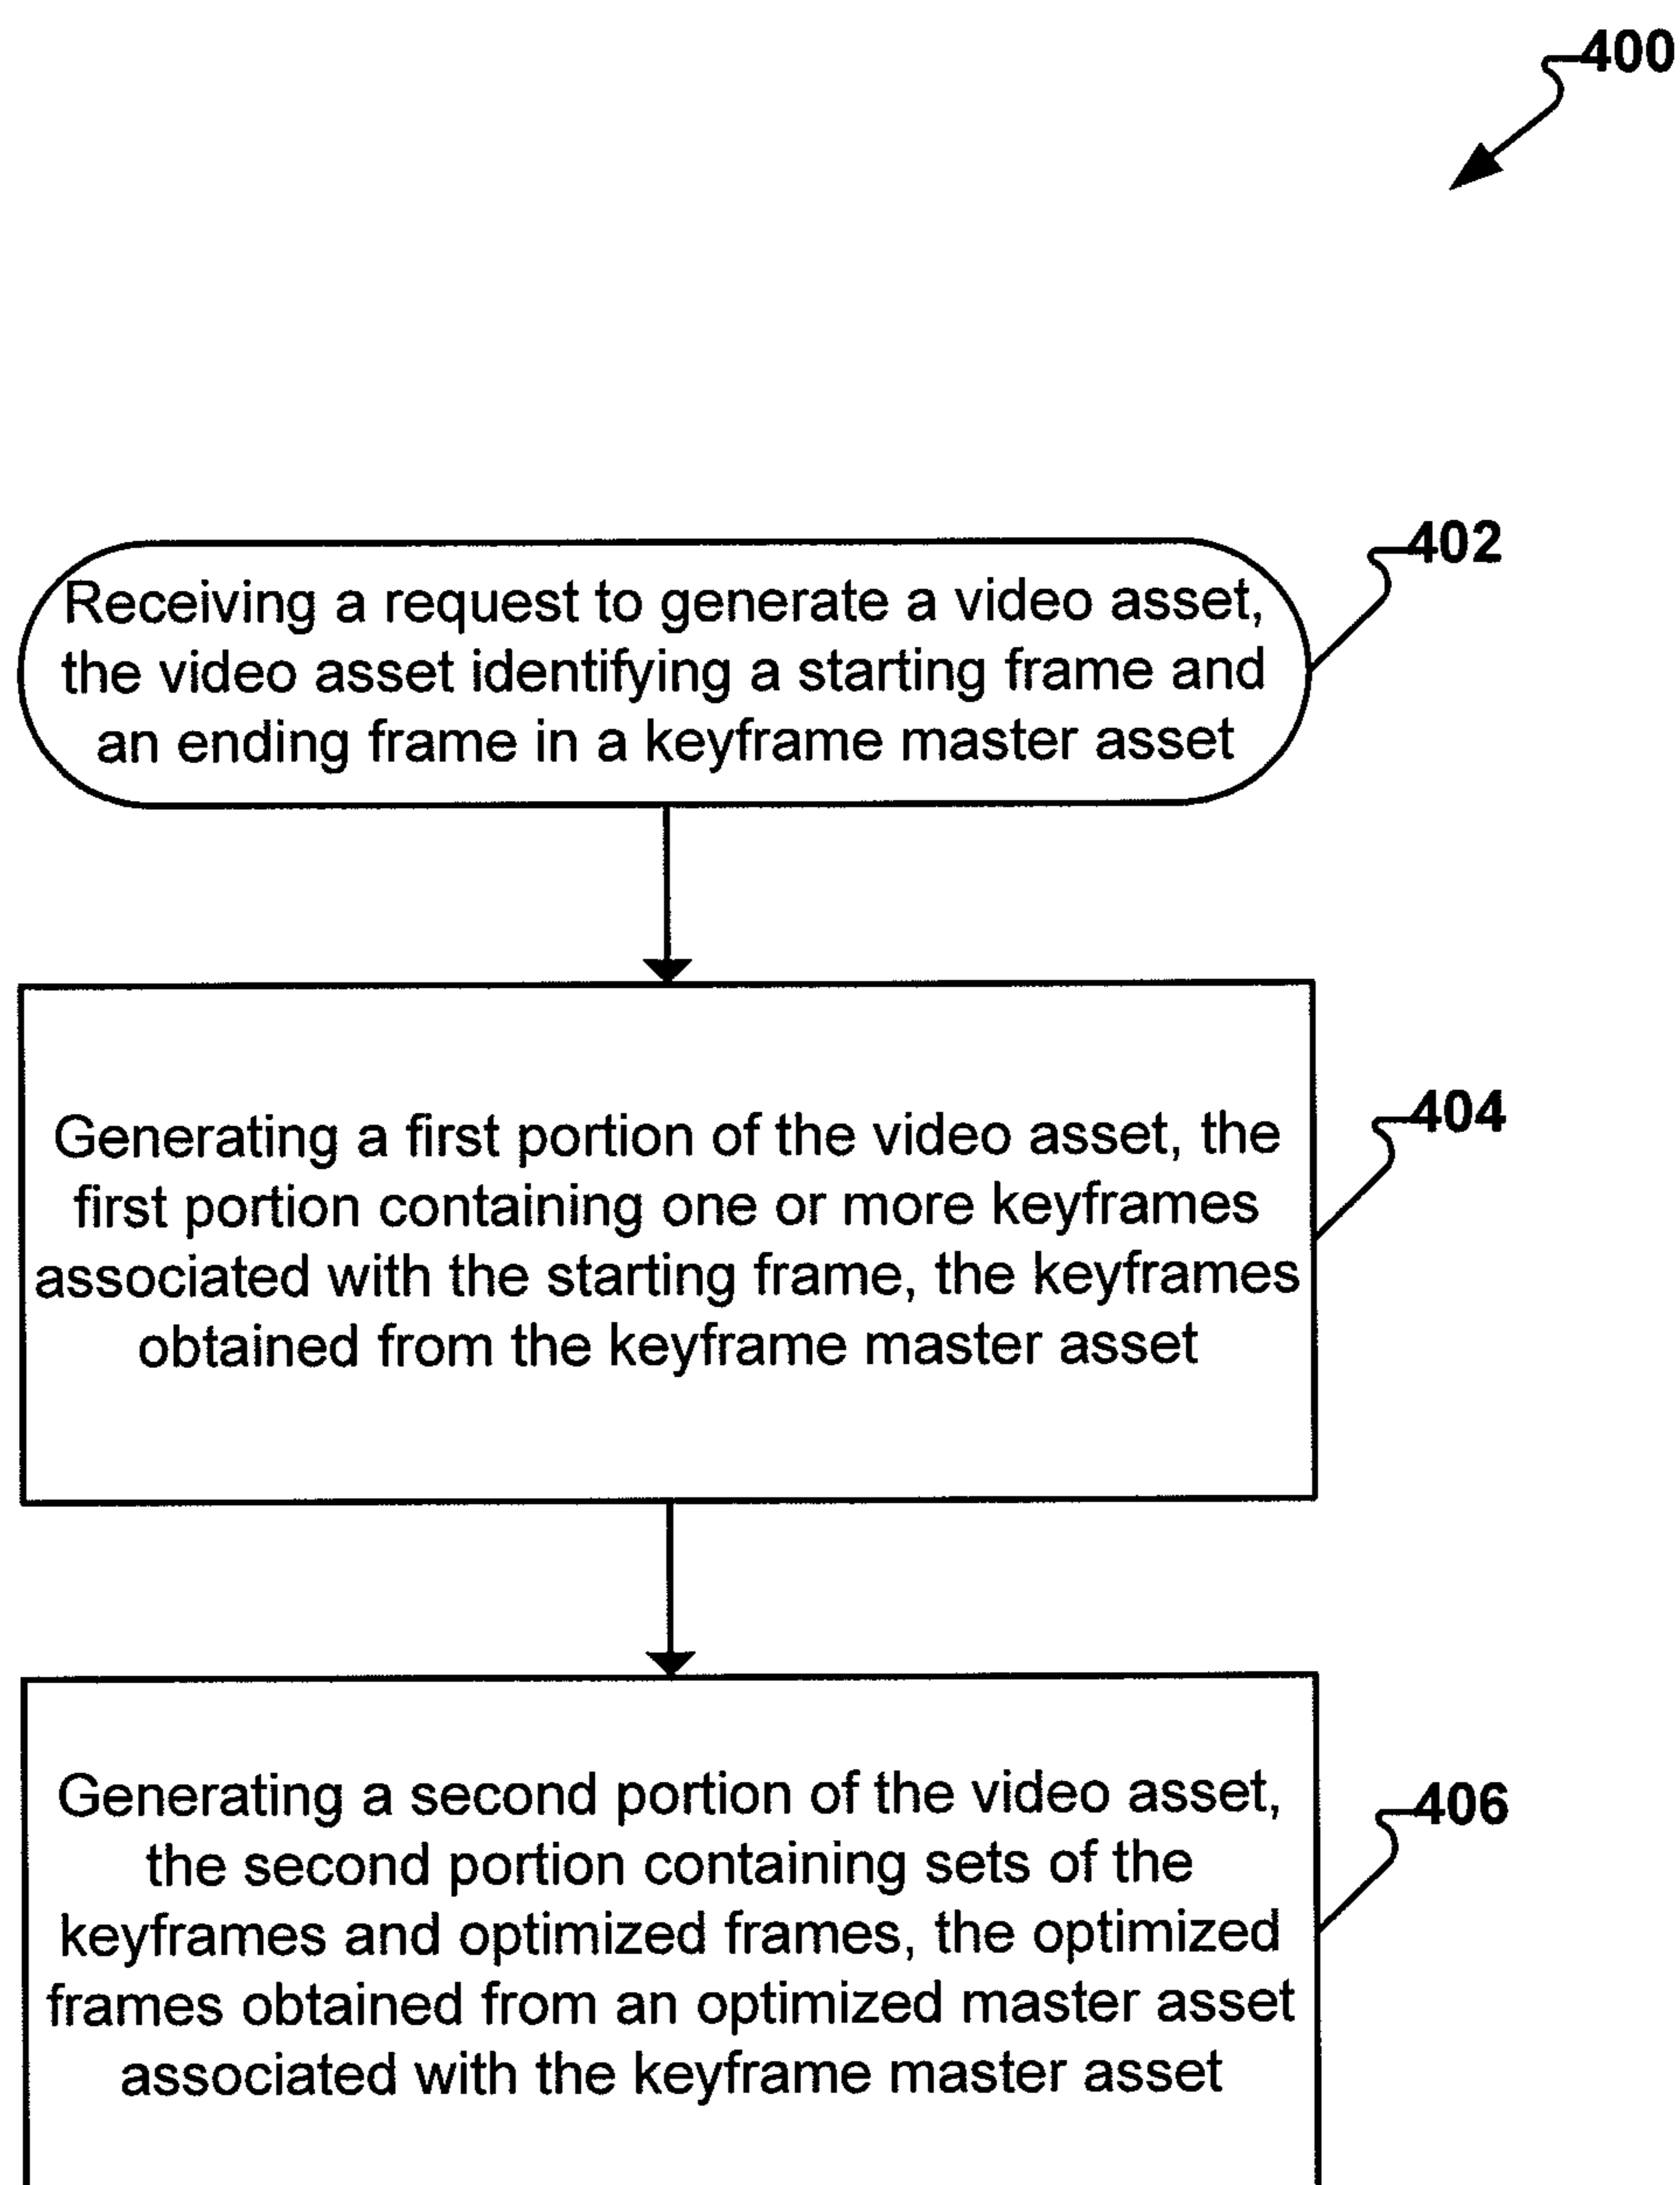 400
402
Receiving a request to generate a video asset,
the video asset identifying a starting frame and
an ending frame in a keyframe master asset
404
Generating a first portion of the video asset, the
first portion containing one or more keyframes
associated with the starting frame, the keyframes
obtained from the keyframe master asset
406
Generating a second portion of the video asset,
the second portion containing sets of the
keyframes and optimized frames, the optimized
frames obtained from an optimized master asset
associated with the keyframe master asset